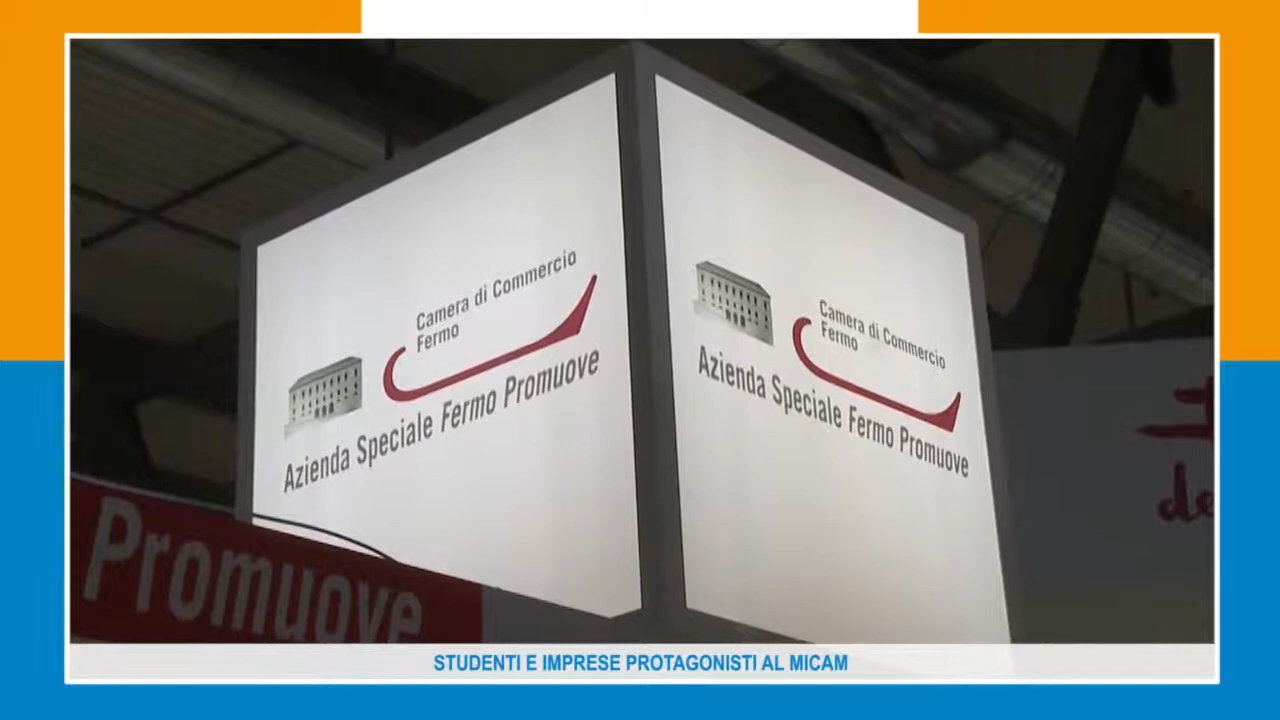 Camera di Commercio
Fermo
Azienda Speciale Fermo Promuove
Camera di Commercio
Fermo
Azienda Speciale Fermo Promuove
Promuove
de
STUDENTI E IMPRESE PROTAGONISTI AL MICAM